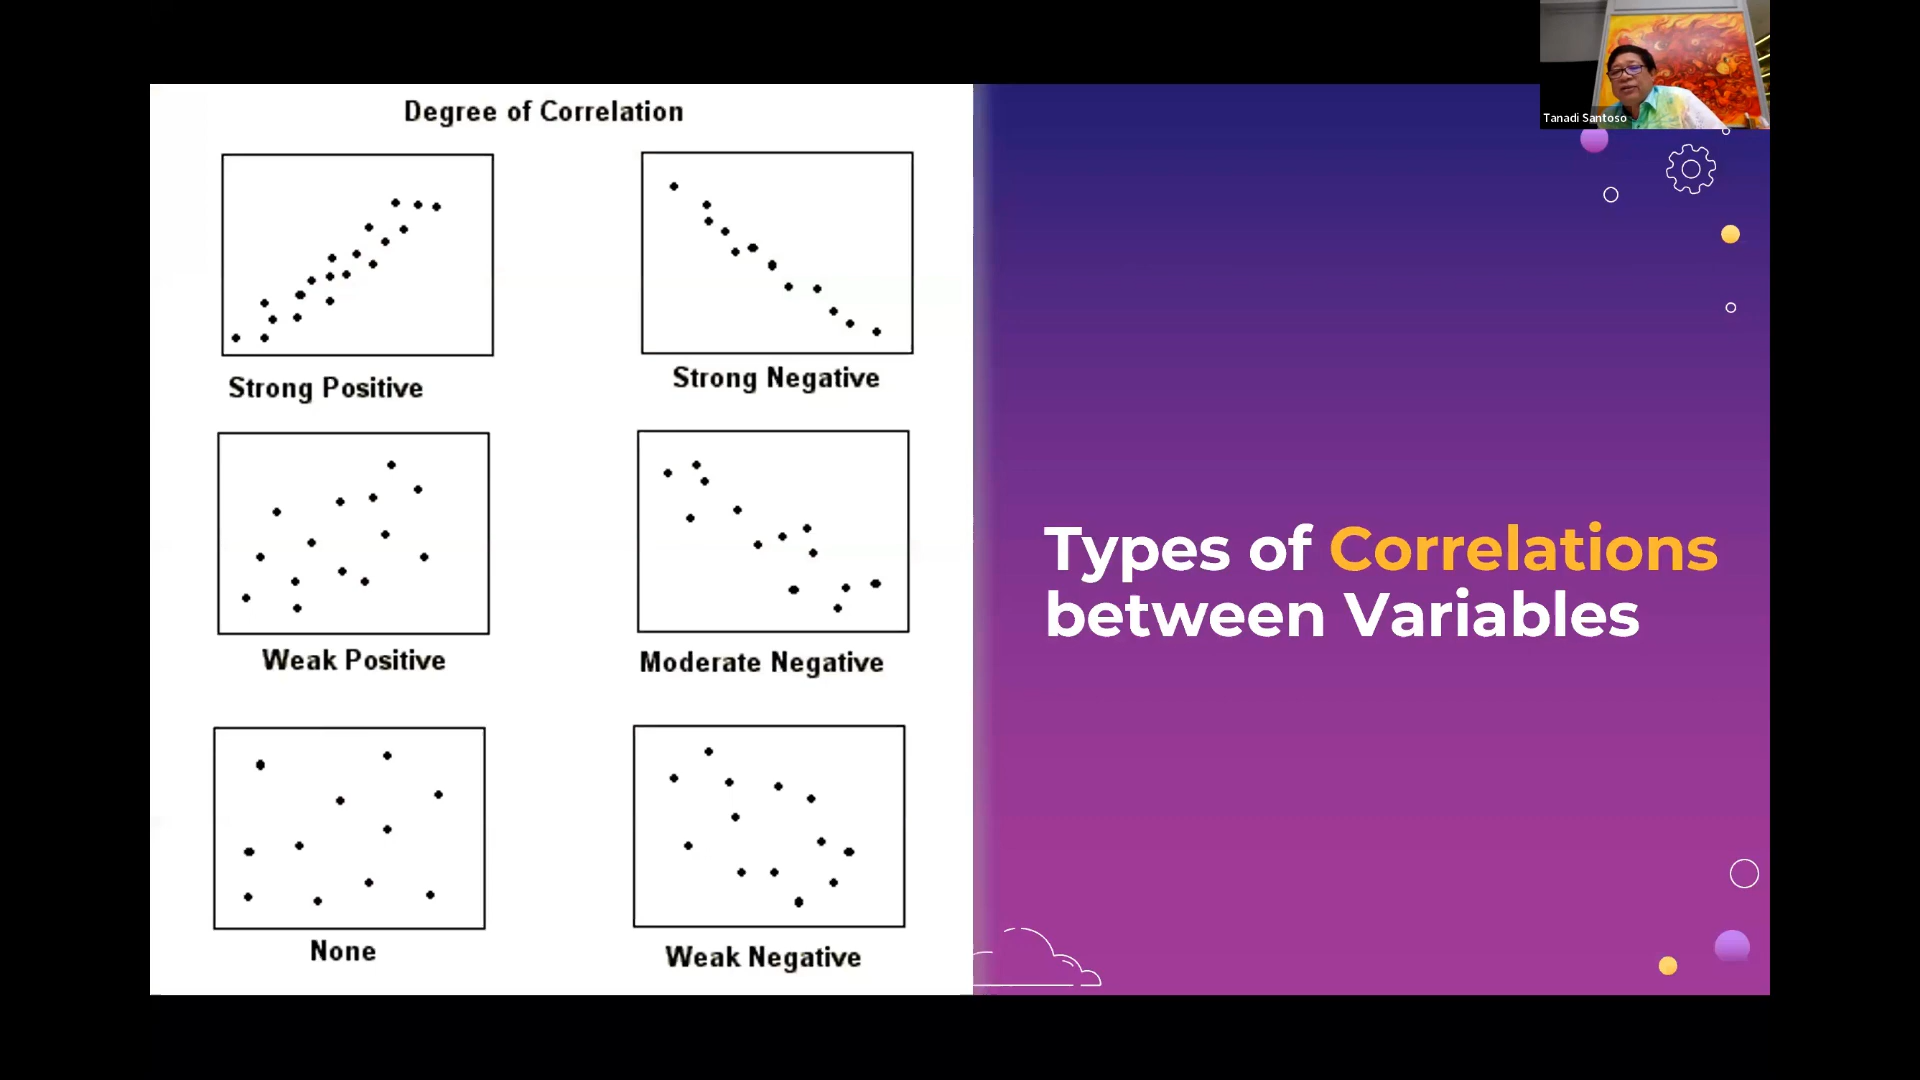 Degree of Correlation
Strong Positive
Strong Negative
Weak Positive
Moderate Negative
None
Weak Negative
Types of Correlations
between Variables
Tanadi Santoso